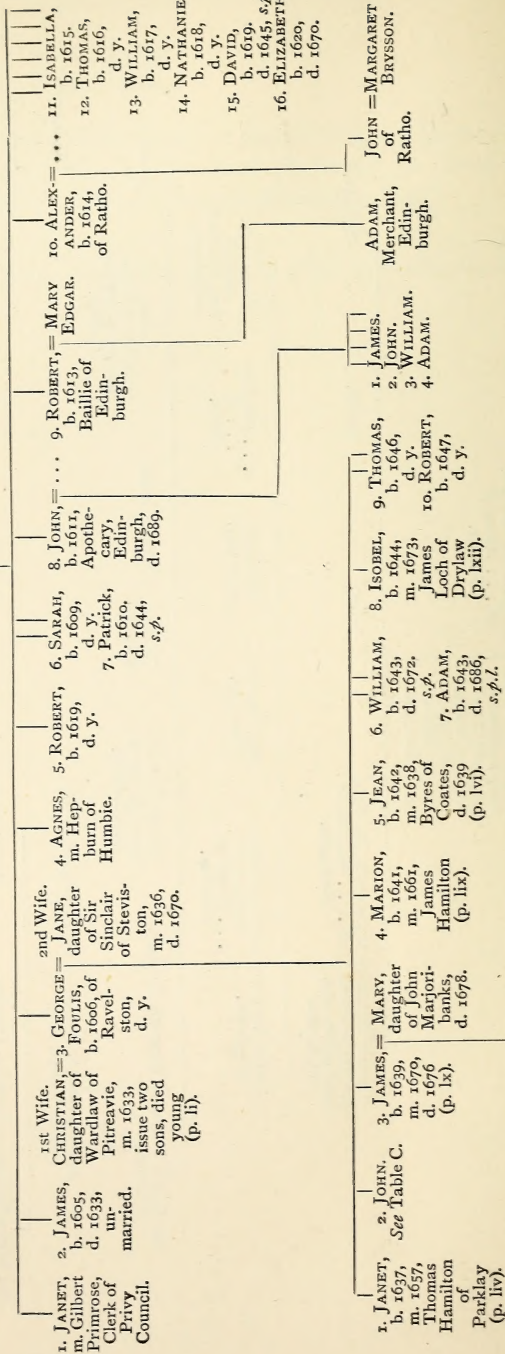 1. JANET,
m. Gilbert
Primrose,
Clerk of
Privy
Council.
2. JAMES,
b. 1605,
d. 1633,
un-
married.
1st Wife.
CHRISTIAN,=
daughter of
Wardlaw of
Pitreavie,
m. 1633,
issue two
sons, died
young
(p. li).
3. GEORGE=
FOULIS,
b. 1606, of
Ravel-
ston,
d. y.
2nd Wife.
JANE,
daughter
of Sir
Sinclair
of Stevis-
ton,
m. 1636,
d. 1670.
4. AGNES,
m. Hep-
burn of
Humbie.
5. ROBERT,
b. 1619,
d. y.
6. SARAH,
b. 1609,
d. y.
7. Patrick,
b. 1610.
d. 1644,
s.p.
8. JOHN,=...
b. 1611,
Apothe-
cary,
Edin-
burgh,
d. 1689.
9. ROBERT,=MARY
b. 1613, EDGAR.
Baillie of
Edin-
burgh.
10. ALEX-=...
ANDER,
b. 1614,
of Ratho.
11. ISABELLA,
b. 1615.
12. THOMAS,
b. 1616,
d. y.
13. WILLIAM,
b. 1617,
d. y.
14. NATHANIE
b. 1618,
d. y.
15. DAVID,
b. 1619.
d. 1645, s.p
16. ELIZABETH
b. 1620,
d. 1670.
1. JANET,
b. 1637,
m. 1657,
Thomas
Hamilton
of
Parklay
(p. liv).
2. JOHN.
See Table C.
3. JAMES,=MARY,
b. 1639, daughter
m. 1670, of John
d. 1676 Marjori-
(p. lx). banks,
d. 1678.
4. MARION,
b. 1641,
m. 1661,
James
Hamilton
(p. lix).
5. JEAN,
b. 1642,
m. 1638,
Byres of
Coates,
d. 1639
(p. lvi).
6. WILLIAM,
b. 1643,
d. 1672.
s.p.
7. ADAM,
b. 1643,
d. 1686,
s.p.l.
8. ISOBEL,
b. 1644,
m. 1673,
James
Loch of
Drylaw
(p. lxii).
9. THOMAS,
b. 1646,
d. y.
10. ROBERT,
b. 1647,
d. y.
1. JAMES.
2. JOHN.
3. WILLIAM.
4. ADAM.
ADAM,
Merchant,
Edin-
burgh.
JOHN=MARGARET
of BRYSSON.
Ratho.